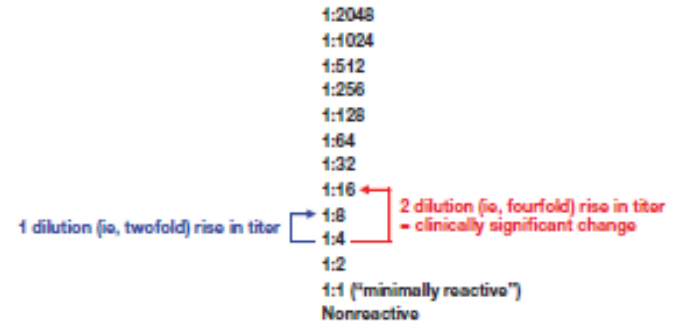 1:2048
1:1024
1:512
1:256
1:128
1:64
1:32
1:16
1:8
1:4
1:2
1:1 ("minimally reactive")
Nonreactive
1 dilution (ie, twofold) rise in titer
2 dilution (ie, fourfold) rise in titer
= clinically significant change